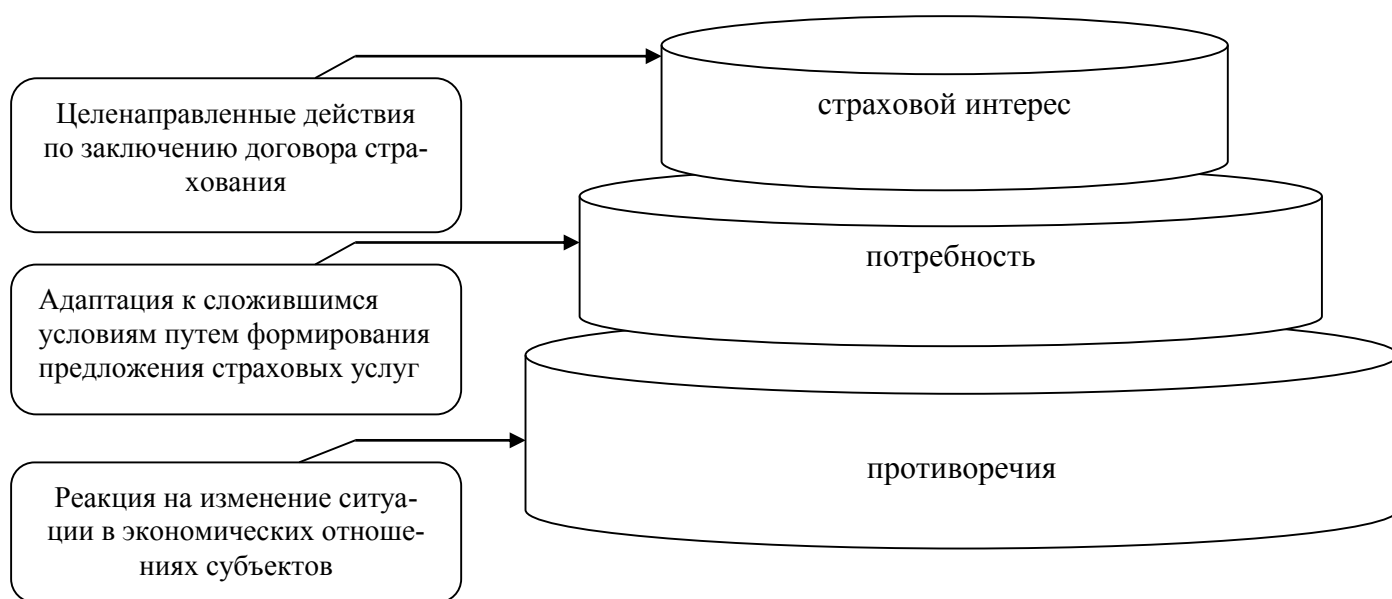 Целенаправленные действия
по заключению договора стра-
хования
страховой интерес
Адаптация к сложившимся
условиям путем формирования
предложения страховых услуг
потребность
Реакция на изменение ситуа-
ции в экономических отноше-
ниях субъектов
противоречия